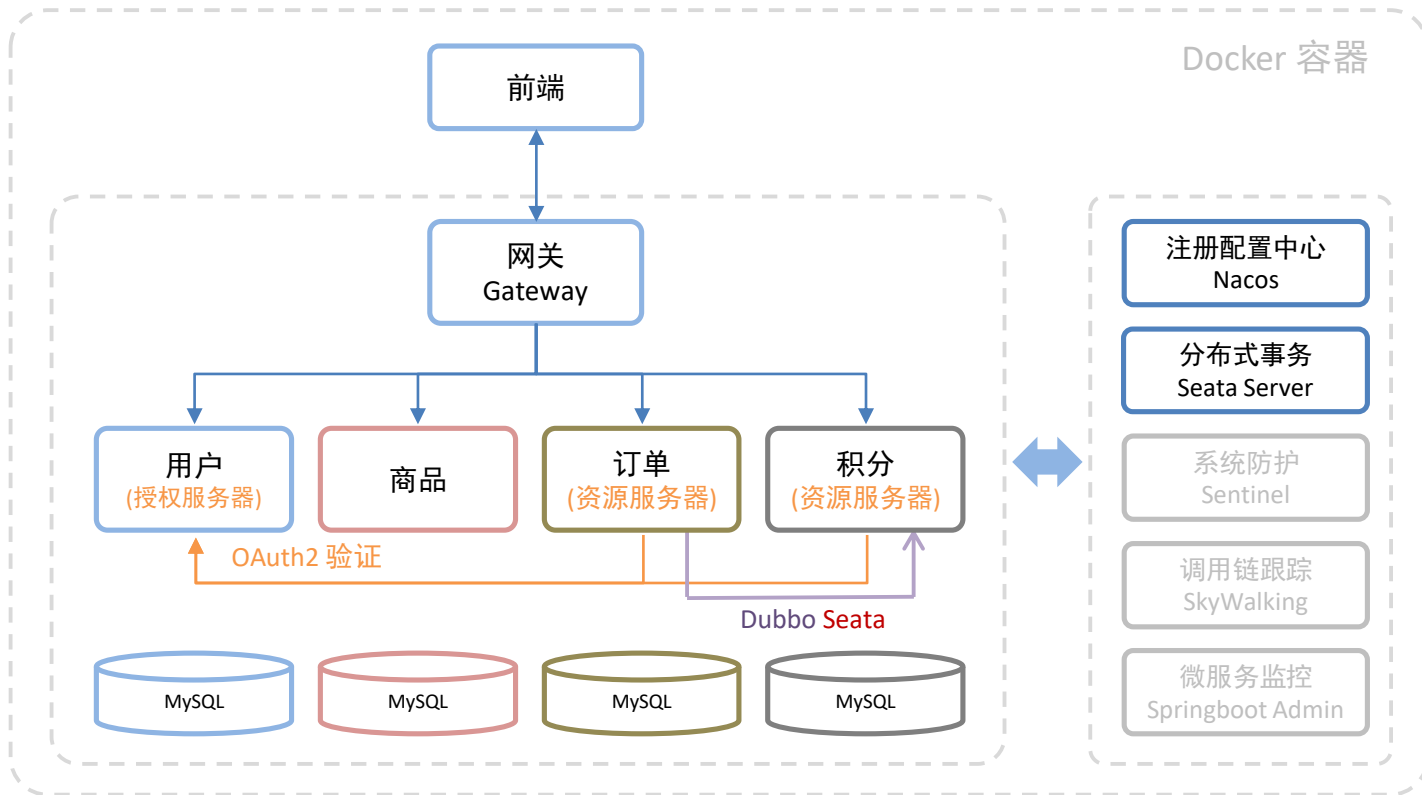 Docker 容器
前端
网关
Gateway
注册配置中心
Nacos
分布式事务
Seata Server
用户
(授权服务器)
商品
订单
(资源服务器)
积分
(资源服务器)
系统防护
Sentinel
OAuth2 验证
调用链跟踪
SkyWalking
Dubbo Seata
MySQL
MySQL
MySQL
MySQL
微服务监控
Springboot Admin